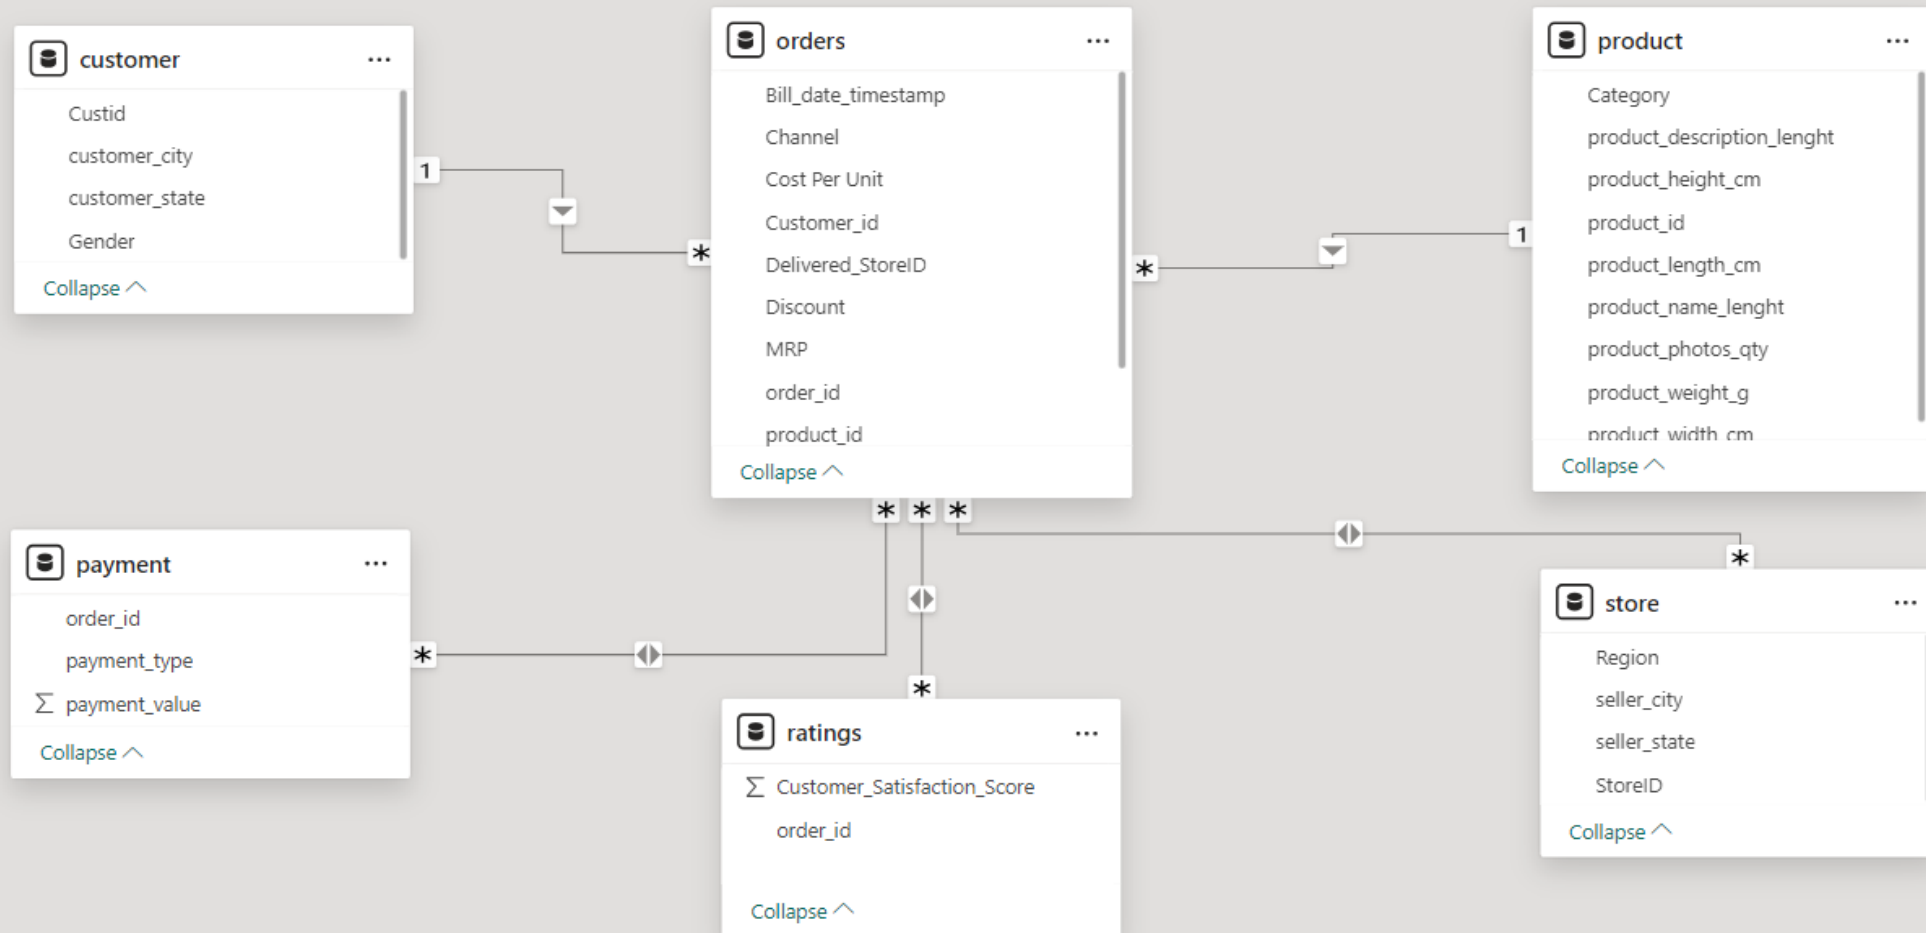 customer
...
Custid
customer_city
customer_state
Gender
Collapse
orders
...
Bill_date_timestamp
Channel
Cost Per Unit
Customer_id
Delivered_StoreID
Discount
MRP
order_id
product_id
Collapse
product
...
Category
product_description_lenght
product_height_cm
product_id
product_length_cm
product_name_lenght
product_photos_qty
product_weight_g
product_width_cm
Collapse
1
*
*
1
* * *
*
*
*
payment
...
order_id
payment_type
Σ payment_value
Collapse
ratings
...
Σ Customer_Satisfaction_Score
order_id
Collapse
store
...
Region
seller_city
seller_state
StoreID
Collapse